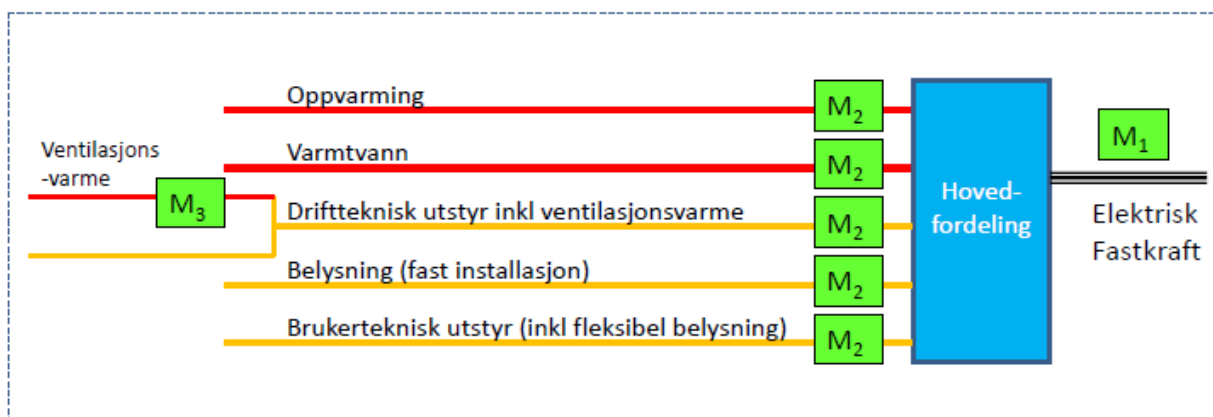 Oppvarming
M2
M1
Ventilasjons
-varme
Varmtvann
M2
Hoved-
fordeling
M3
Driftteknisk utstyr inkl ventilasjonsvarme
M2
Elektrisk
Fastkraft
Belysning (fast installasjon)
M2
Brukerteknisk utstyr (inkl fleksibel belysning)
M2